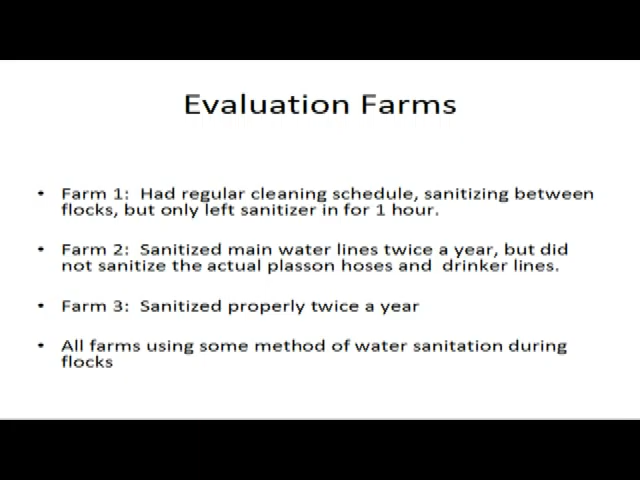 Evaluation Farms
• Farm 1:  Had regular cleaning schedule, sanitizing between
flocks, but only left sanitizer in for 1 hour.
• Farm 2:  Sanitized main water lines twice a year, but did
not sanitize the actual plasson hoses and  drinker lines.
• Farm 3:  Sanitized properly twice a year
• All farms using some method of water sanitation during
flocks